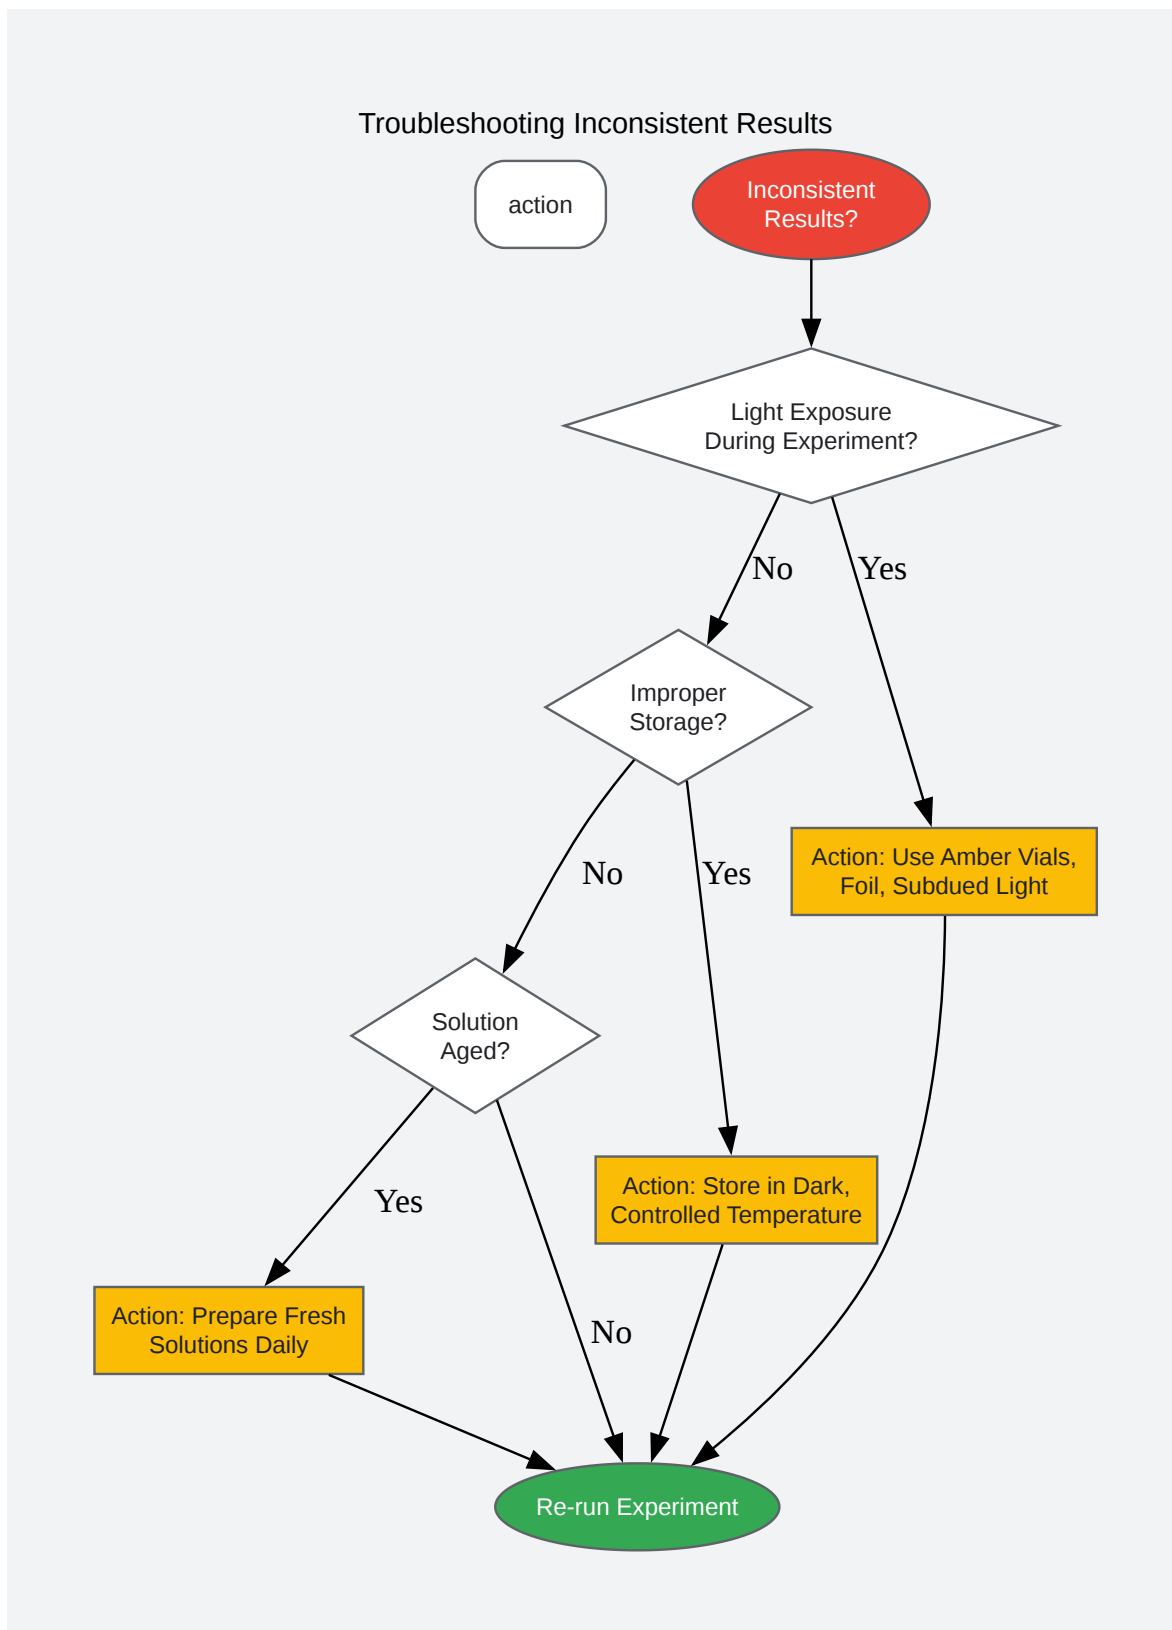 Troubleshooting Inconsistent Results
action
Inconsistent
Results?
Light Exposure
During Experiment?
No
Yes
Improper
Storage?
Action: Use Amber Vials,
Foil, Subdued Light
No
Yes
Solution
Aged?
Yes
Action: Store in Dark,
Controlled Temperature
Action: Prepare Fresh
Solutions Daily
No
Re-run Experiment